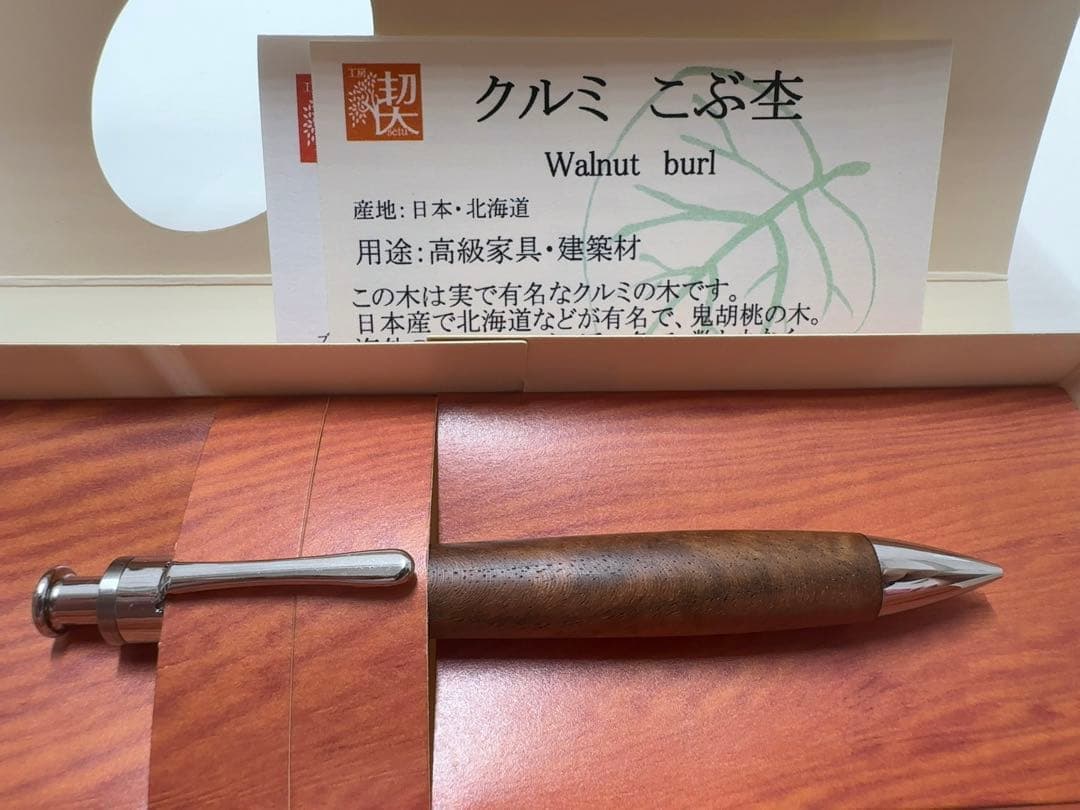 工房
契
setu
クルミ こぶ杢
Walnut burl
産地:日本・北海道
用途:高級家具・建築材
この木は実で有名なクルミの木です。
日本産で北海道などが有名で、鬼胡桃の木。